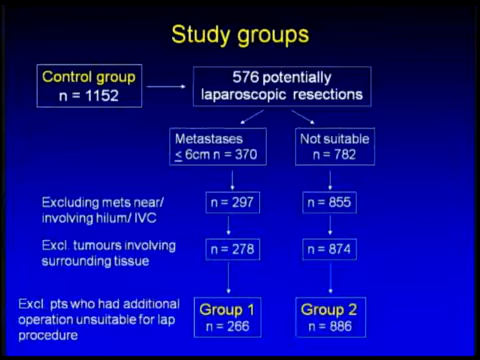 Study groups
Control group
n = 1152
576 potentially
laparoscopic resections
Metastases
≤ 6cm n = 370
Not suitable
n = 782
Excluding mets near/
involving hilum/ IVC
n = 297
n = 855
Excl. tumours involving
surrounding tissue
n = 278
n = 874
Excl pts who had additional
operation unsuitable for lap
procedure
Group 1
n = 266
Group 2
n = 886